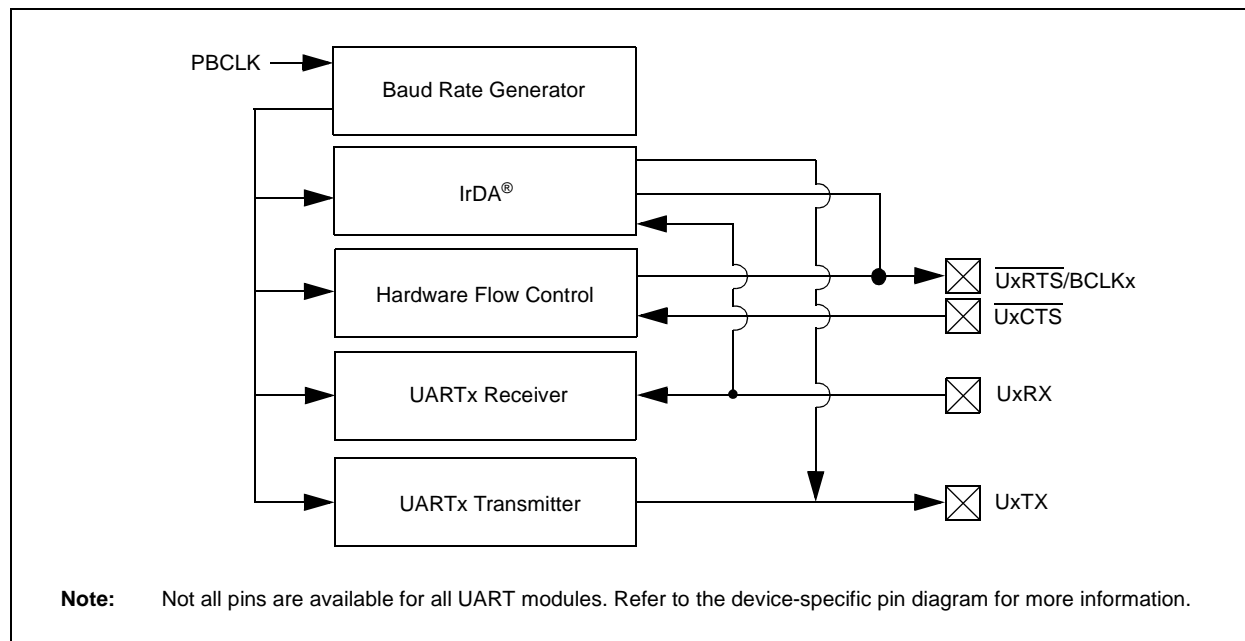 PBCLK
Baud Rate Generator
IrDA®
Hardware Flow Control
UxRTS/BCLKx
UxCTS
UARTx Receiver
UxRX
UARTx Transmitter
UxTX
Note: Not all pins are available for all UART modules. Refer to the device-specific pin diagram for more information.